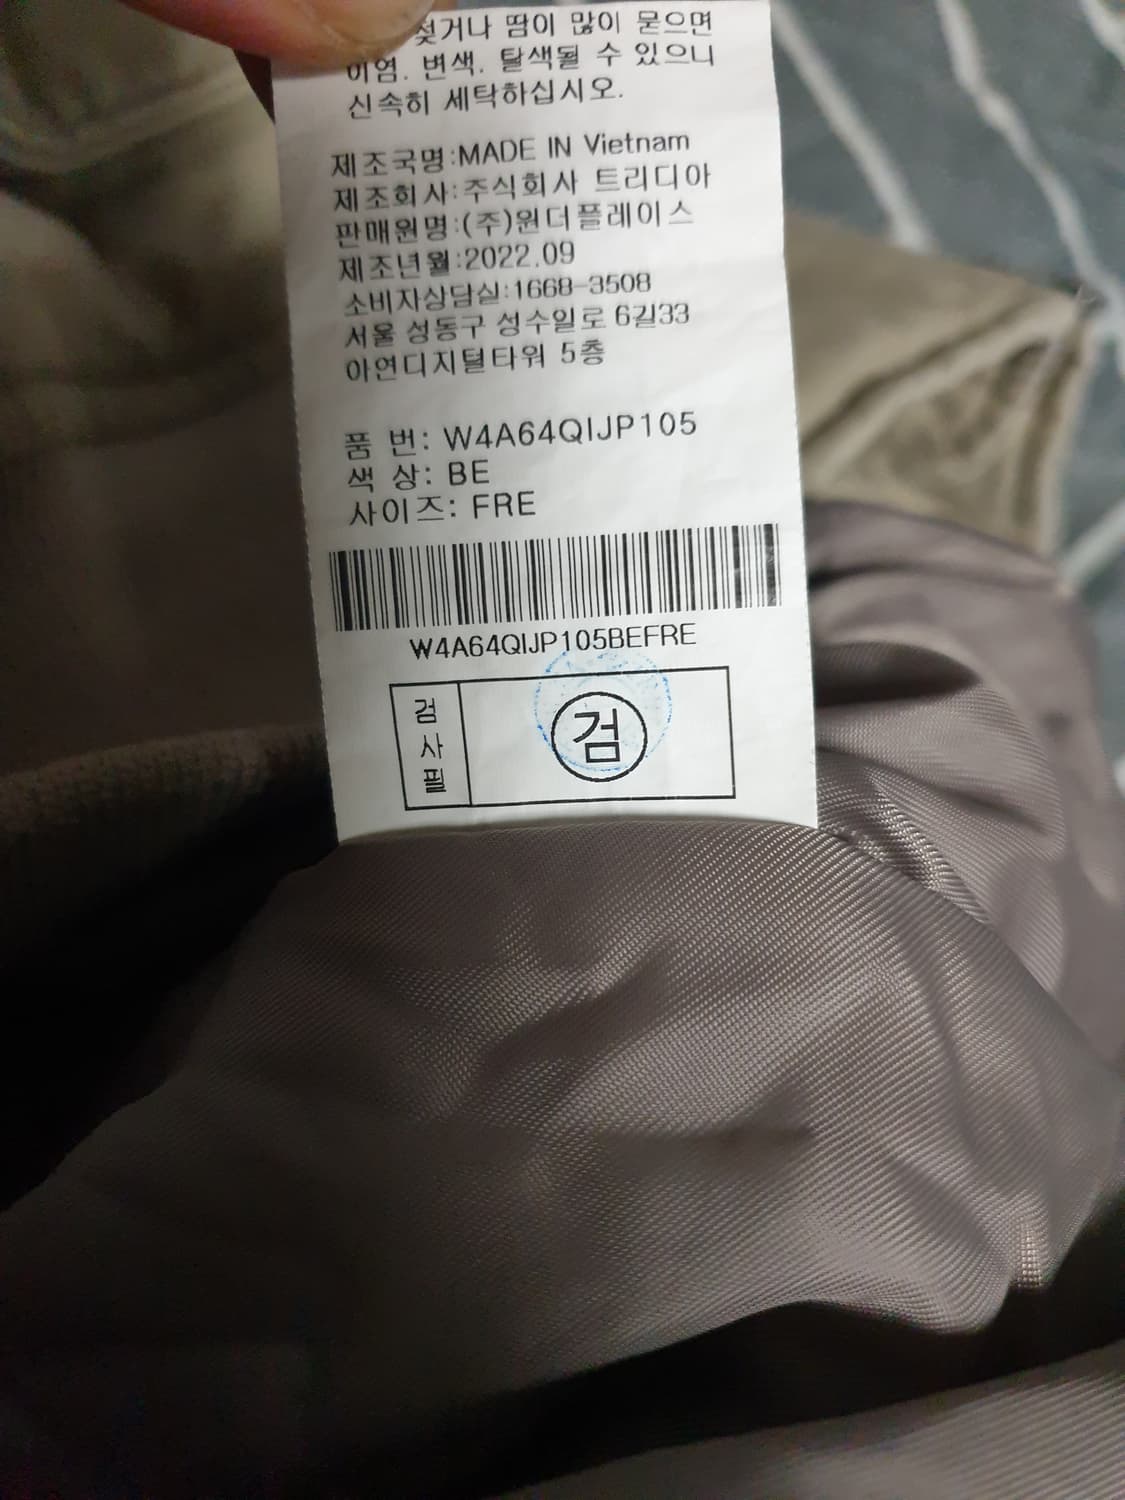 젖거나 땀이 많이 묻으면
이염. 변색. 탈색될 수 있으니
신속히 세탁하십시오.
제조국명:MADE IN Vietnam
제조회사:주식회사 트리디아
판매원명:(주)원더플레이스
제조년월:2022.09
소비자상담실:1668-3508
서울 성동구 성수일로 6길33
아연디지털타워 5층
품 번: W4A64QIJP105
색 상: BE
사이즈: FRE
W4A64QIJP105BEFRE
검사필
검